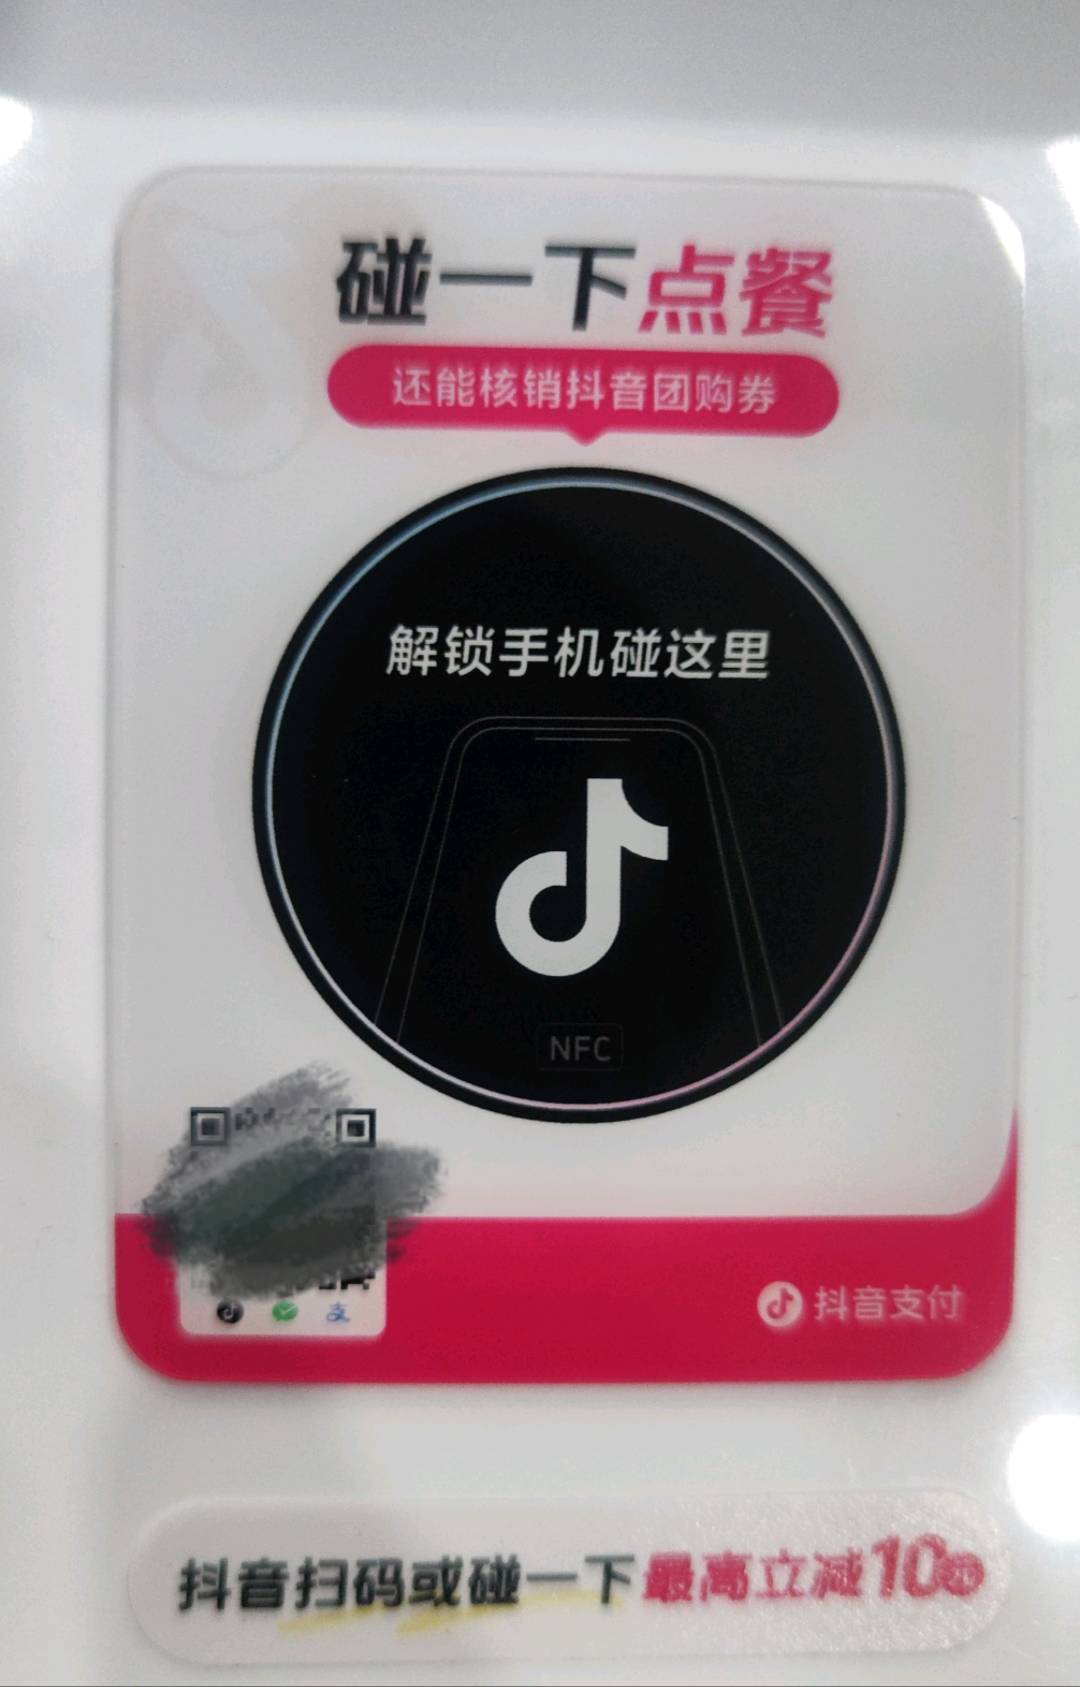 碰一下点餐
还能核销抖音团购券
解锁手机碰这里
NFC
支
抖音支付
抖音扫码或碰一下最高立减10元